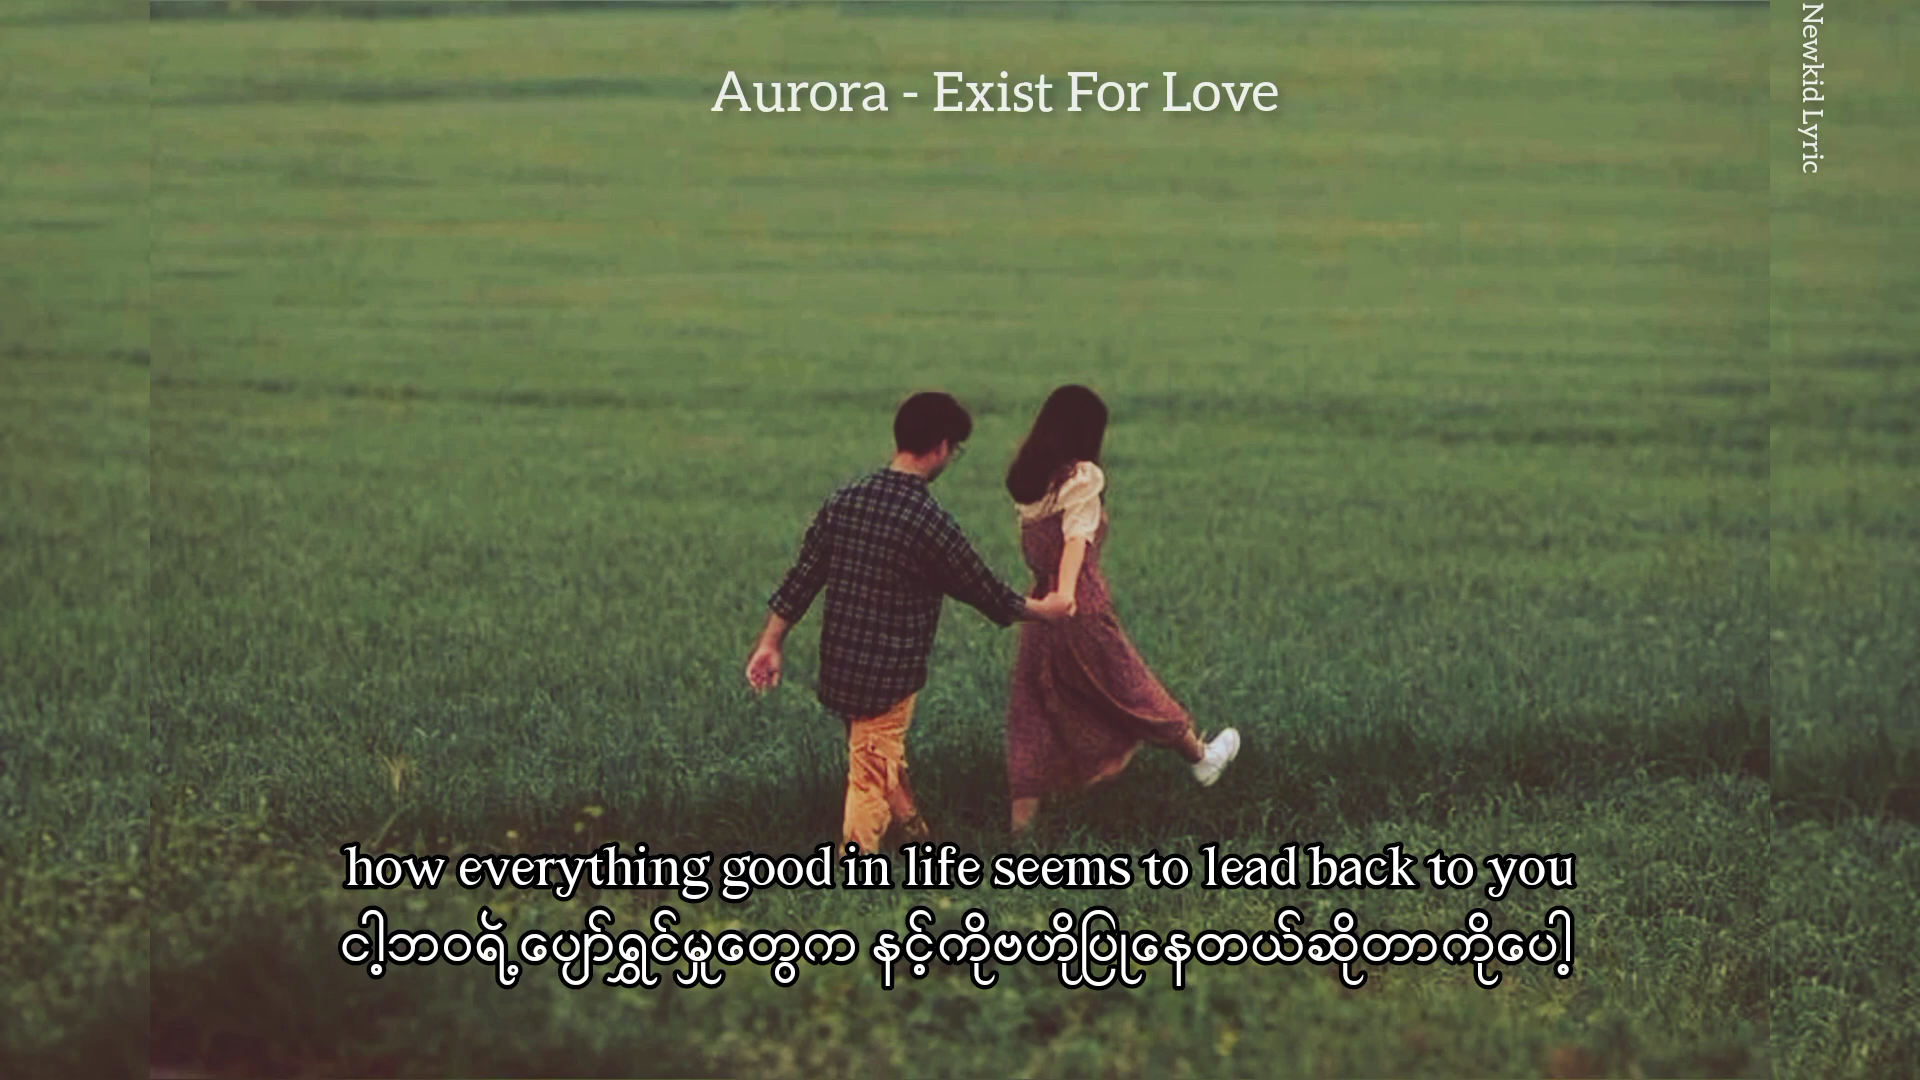 Aurora - Exist For Love
Newkid Lyric
how everything good in life seems to lead back to you
ငါ့ဘဝရဲ့ပျော်ရွှင်မှုတွေက နင့်ကိုဗဟိုပြုနေတယ်ဆိုတာကိုပေါ့